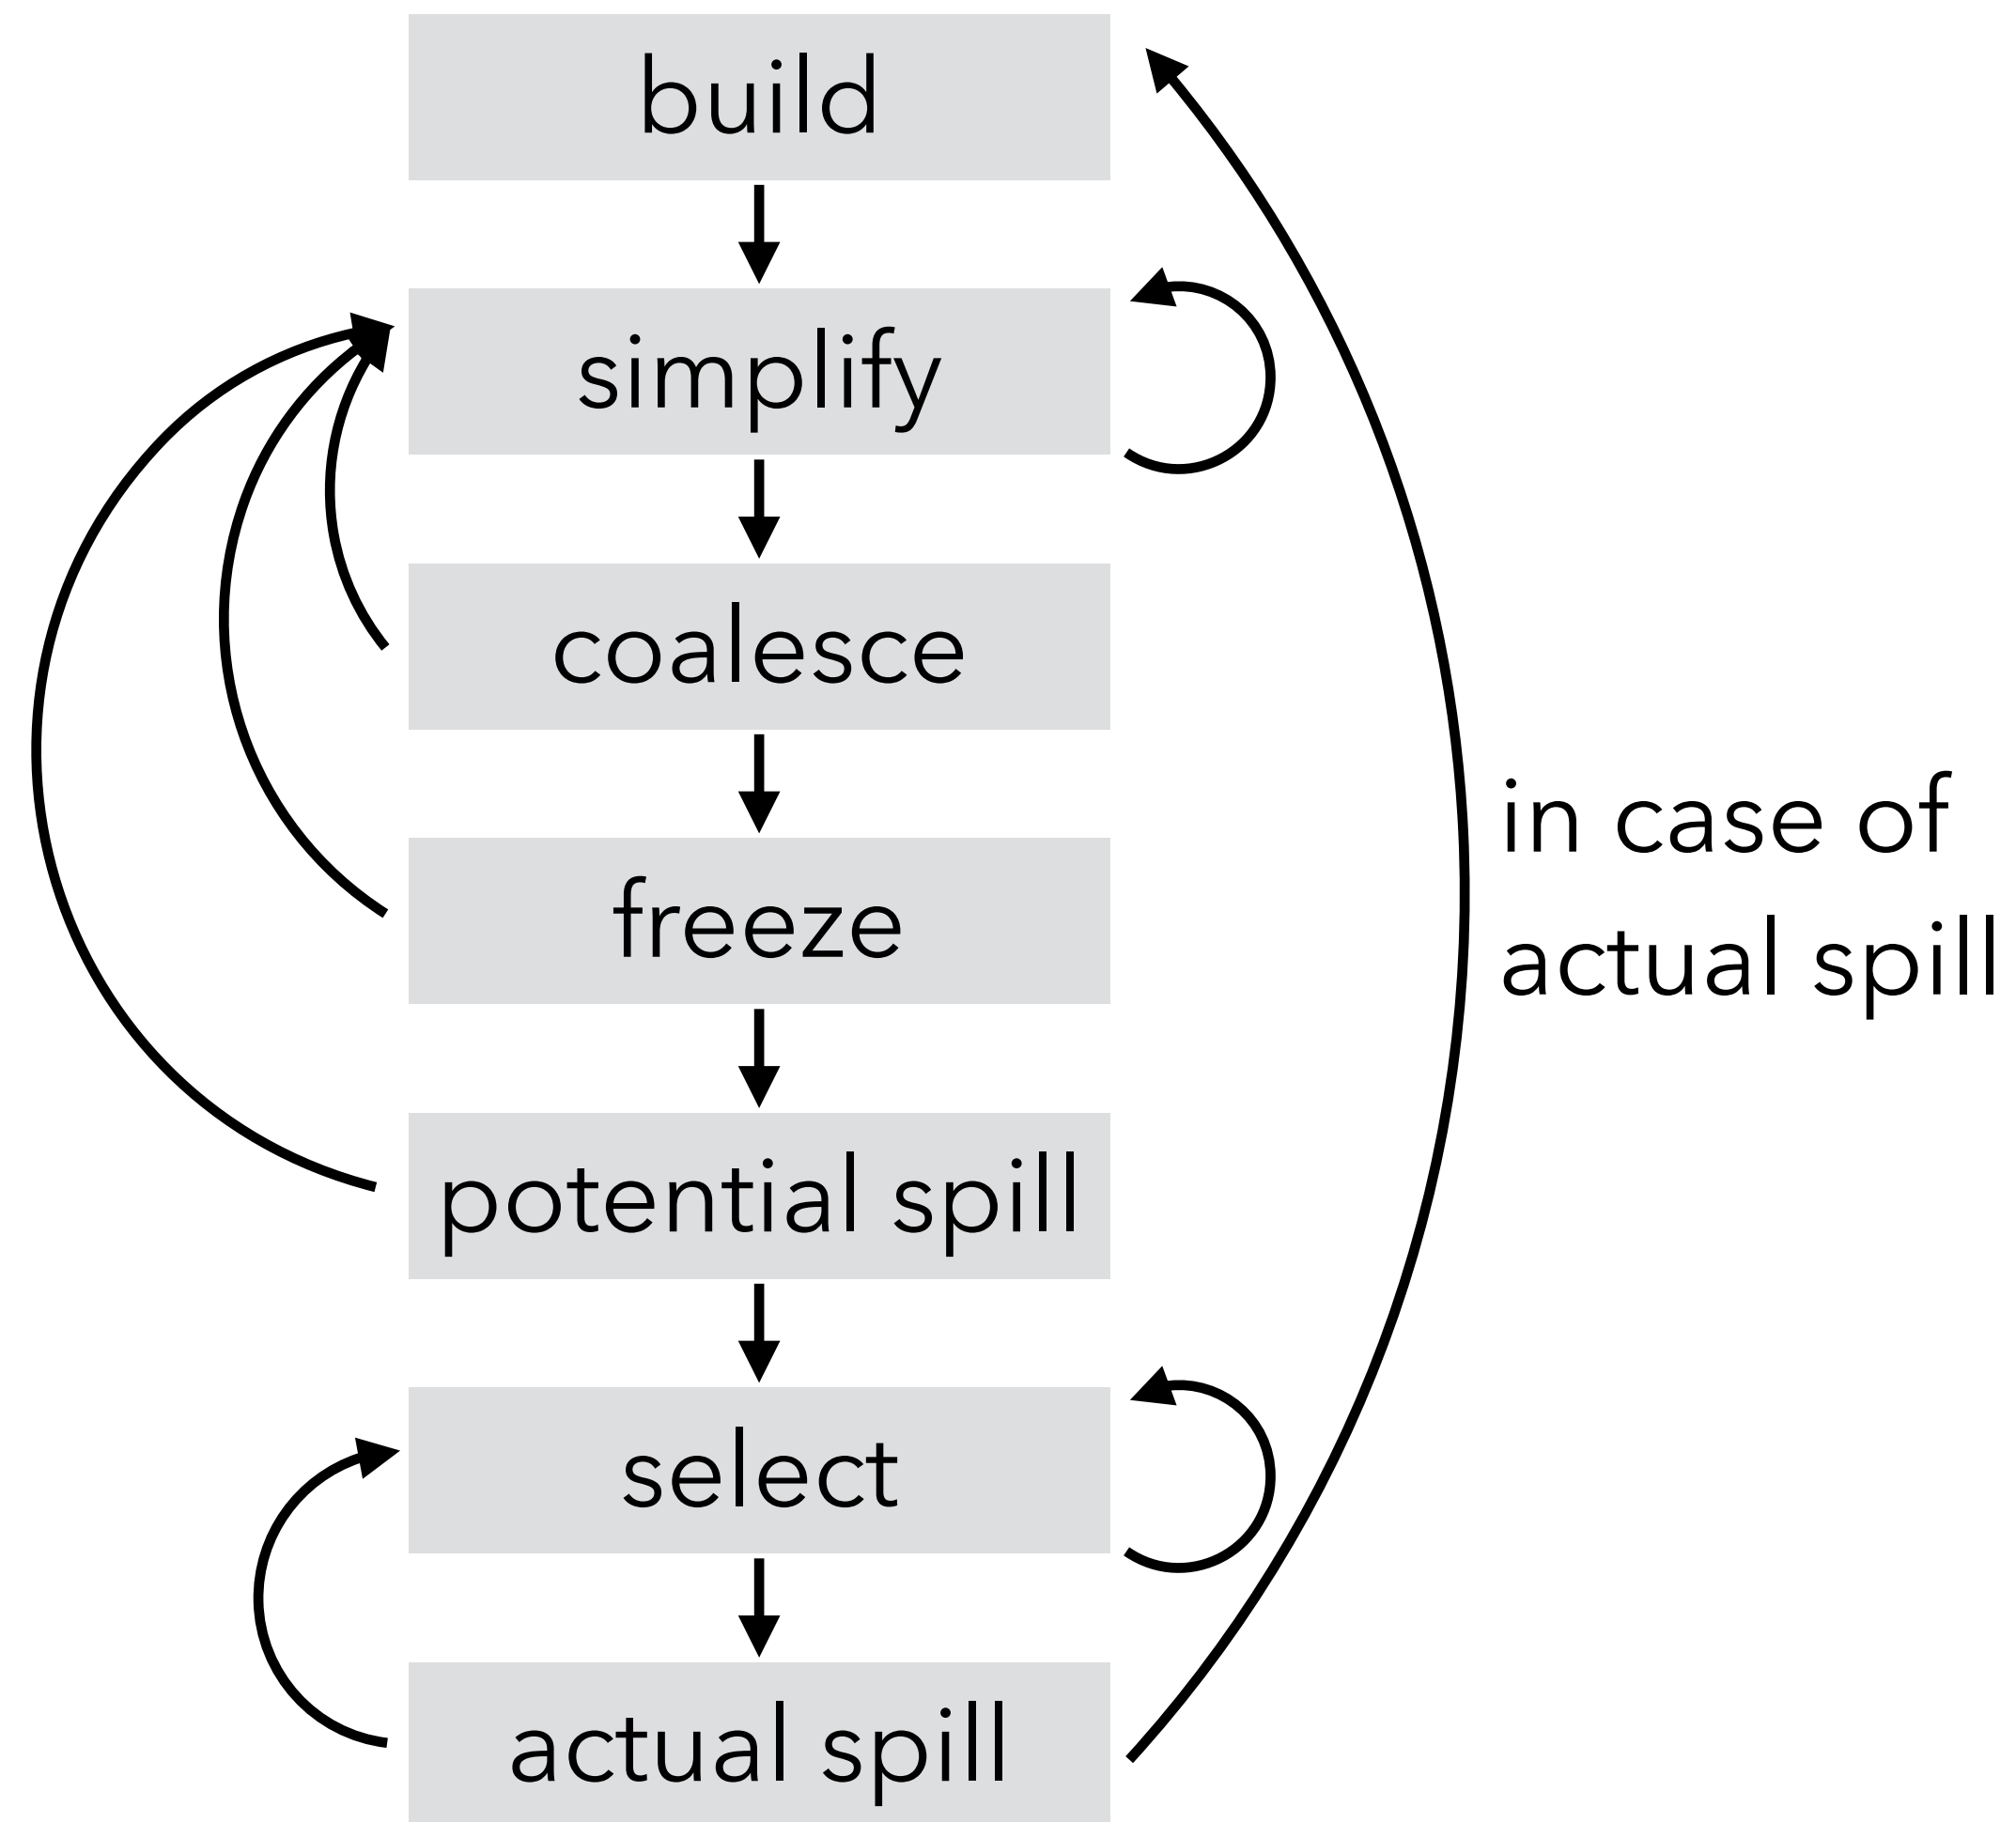 build
simplify
coalesce
freeze
in case of
actual spill
potential spill
select
actual spill